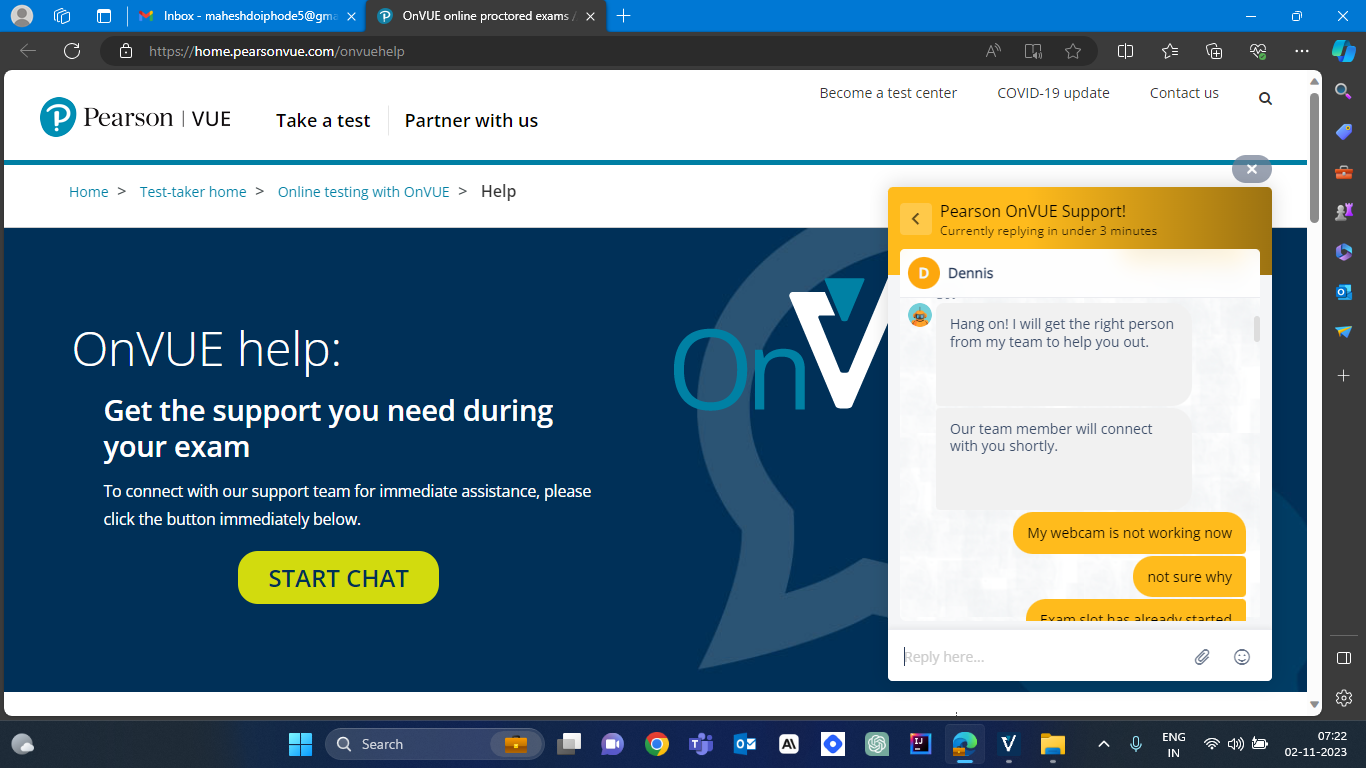 Inbox - maheshdoiphode5@gma
OnVUE online proctored exams /
https://home.pearsonvue.com/onvuehelp
Become a test center
COVID-19 update
Contact us
Pearson | VUE
Take a test
Partner with us
Home > Test-taker home > Online testing with OnVUE > Help
OnVUE help:
Get the support you need during
your exam
To connect with our support team for immediate assistance, please
click the button immediately below.
START CHAT
OnV
Pearson OnVUE Support!
Currently replying in under 3 minutes
D
Dennis
Hang on! I will get the right person
from my team to help you out.
Our team member will connect
with you shortly.
My webcam is not working now
not sure why
Exam slot has already started
Reply here...
Search
ENG
IN
07:22
02-11-2023